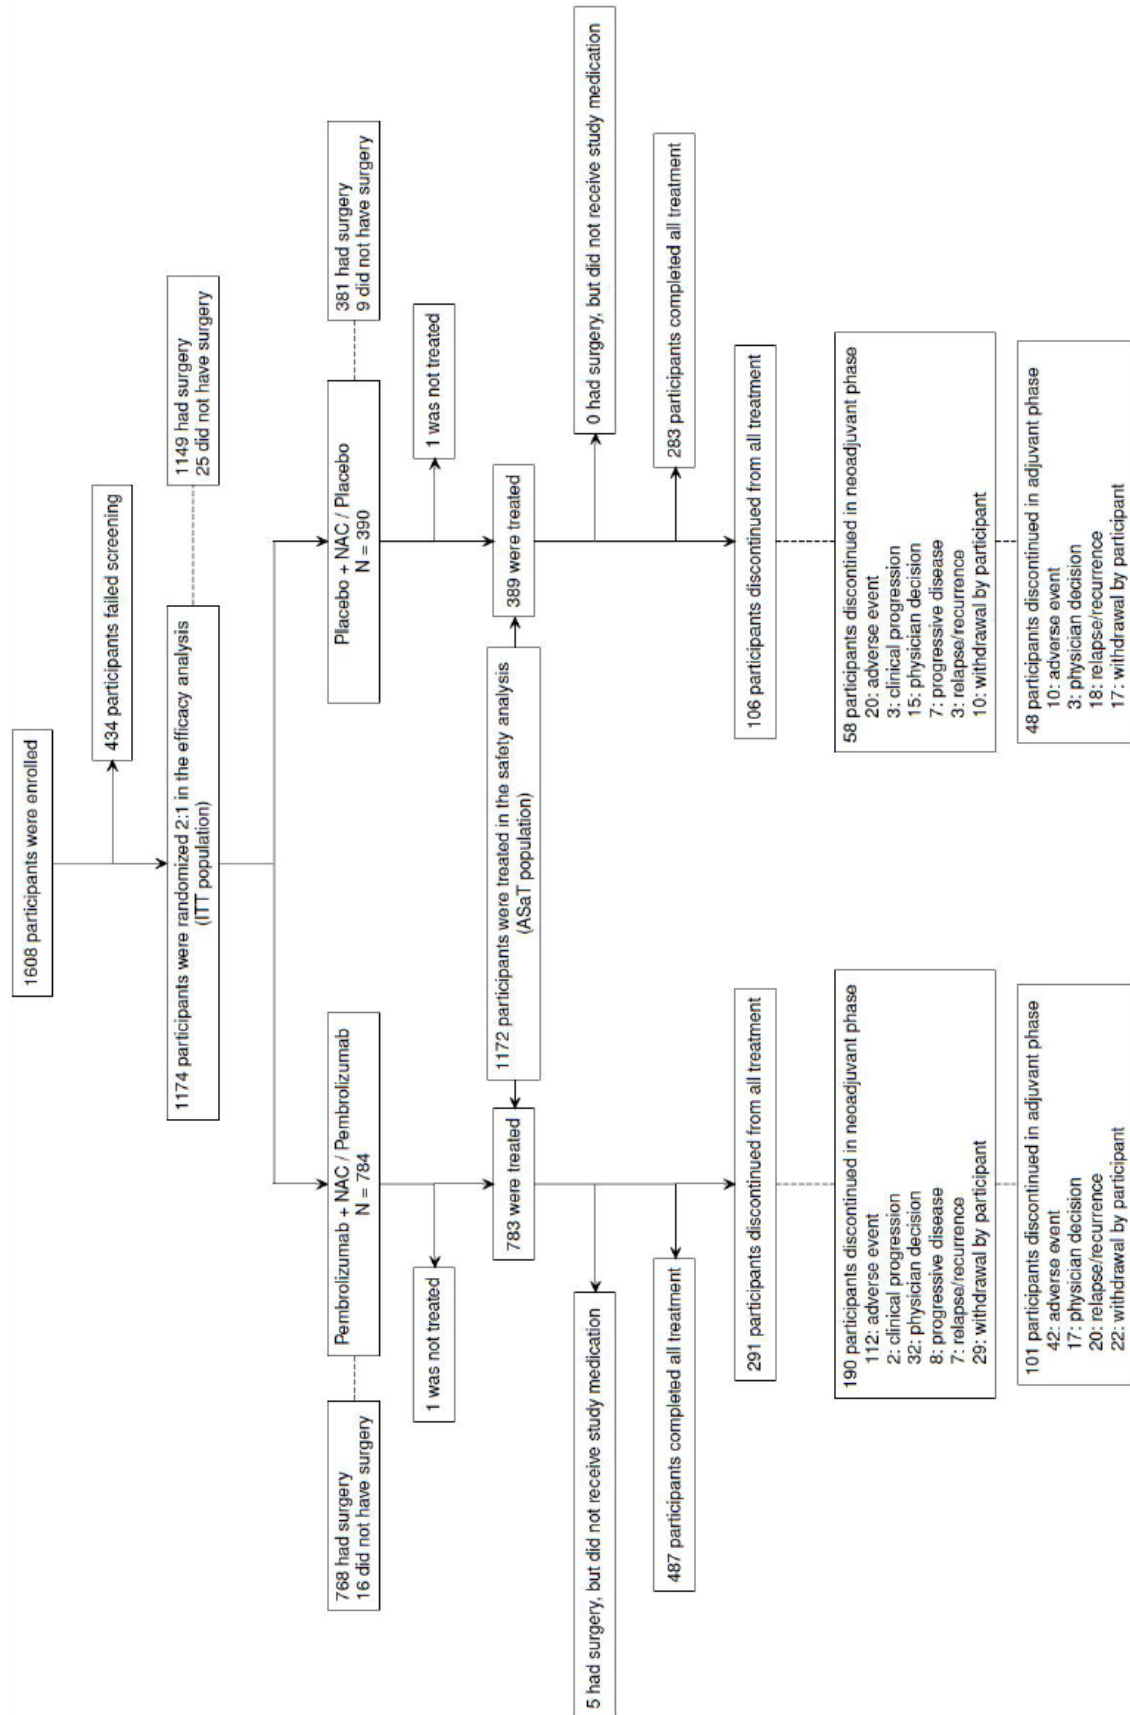 1608 participants were enrolled
434 participants failed screening
1174 participants were randomized 2:1 in the efficacy analysis
(ITT population)
1149 had surgery
25 did not have surgery
Pembrolizumab + NAC / Pembrolizumab
N = 784
768 had surgery
16 did not have surgery
Placebo + NAC / Placebo
N = 390
381 had surgery
9 did not have surgery
1 was not treated
1 was not treated
783 were treated
1172 participants were treated in the safety analysis
(ASaT population)
389 were treated
5 had surgery, but did not receive study medication
0 had surgery, but did not receive study medication
487 participants completed all treatment
283 participants completed all treatment
291 participants discontinued from all treatment
106 participants discontinued from all treatment
190 participants discontinued in neoadjuvant phase
112: adverse event
2: clinical progression
32: physician decision
8: progressive disease
7: relapse/recurrence
29: withdrawal by participant
58 participants discontinued in neoadjuvant phase
20: adverse event
3: clinical progression
15: physician decision
7: progressive disease
3: relapse/recurrence
10: withdrawal by participant
101 participants discontinued in adjuvant phase
42: adverse event
17: physician decision
20: relapse/recurrence
22: withdrawal by participant
48 participants discontinued in adjuvant phase
10: adverse event
3: physician decision
18: relapse/recurrence
17: withdrawal by participant